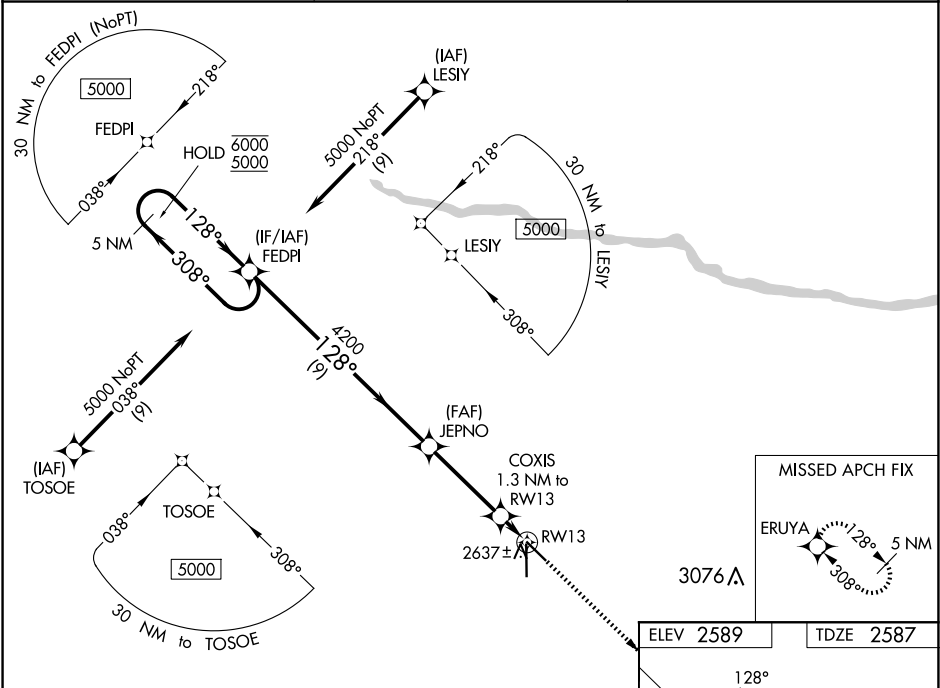 30 NM to FEDPI (NoPT)
5000
218°
FEDPI
038°
HOLD 6000
5000
128°
5 NM
308°
(IF/IAF)
FEDPI
(IAF)
LESIY
5000 NoPT
218°
(9)
218°
30 NM to LESIY
5000
LESIY
308°
4200
128°
(9)
5000 NoPT
038°
(9)
(IAF)
TOSOE
(FAF)
JEPNO
COXIS
1.3 NM to
RW13
RW13
2637±
TOSOE
038°
308°
5000
30 NM to TOSOE
3076
MISSED APCH FIX
ERUYA
128°
5 NM
308°
ELEV 2589
TDZE 2587
128°